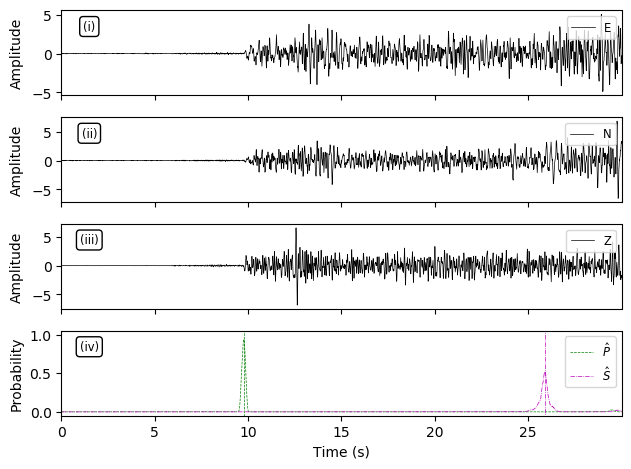 (i)
E
Amplitude
5
0
−5
(ii)
N
Amplitude
5
0
−5
(iii)
Z
Amplitude
5
0
−5
(iv)
P̂
Ŝ
Probability
1.0
0.5
0.0
0 5 10 15 20 25
Time (s)